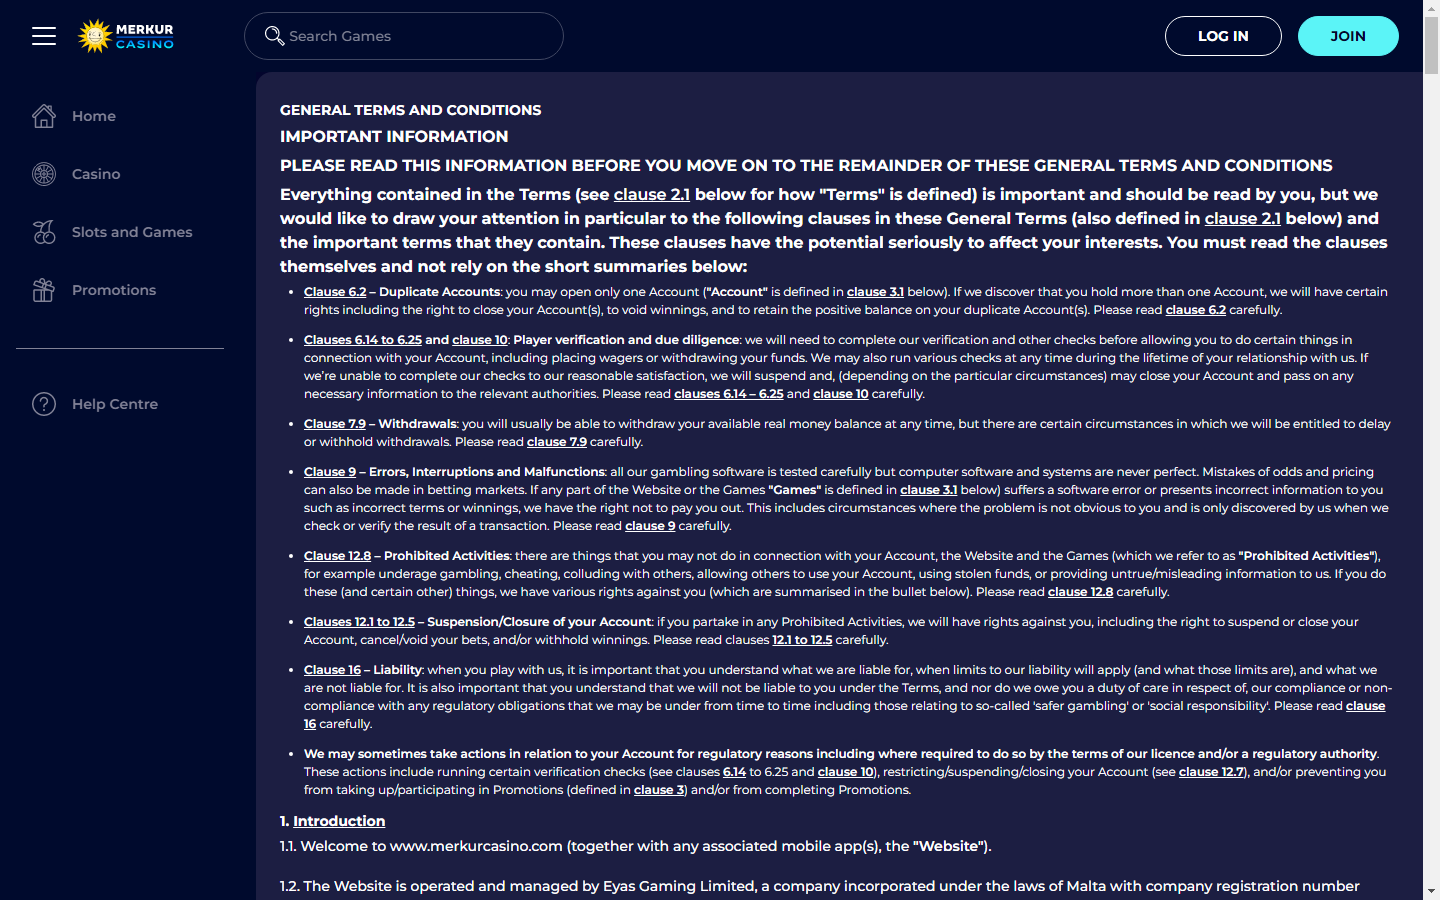 MERKUR
CASINO
Search Games
LOG IN
JOIN
Home
Casino
Slots and Games
Promotions
Help Centre
GENERAL TERMS AND CONDITIONS
IMPORTANT INFORMATION
PLEASE READ THIS INFORMATION BEFORE YOU MOVE ON TO THE REMAINDER OF THESE GENERAL TERMS AND CONDITIONS
Everything contained in the Terms (see clause 2.1 below for how "Terms" is defined) is important and should be read by you, but we
would like to draw your attention in particular to the following clauses in these General Terms (also defined in clause 2.1 below) and
the important terms that they contain. These clauses have the potential seriously to affect your interests. You must read the clauses
themselves and not rely on the short summaries below:
• Clause 6.2 – Duplicate Accounts: you may open only one Account ("Account" is defined in clause 3.1 below). If we discover that you hold more than one Account, we will have certain
rights including the right to close your Account(s), to void winnings, and to retain the positive balance on your duplicate Account(s). Please read clause 6.2 carefully.
• Clauses 6.14 to 6.25 and clause 10: Player verification and due diligence: we will need to complete our verification and other checks before allowing you to do certain things in
connection with your Account, including placing wagers or withdrawing your funds. We may also run various checks at any time during the lifetime of your relationship with us. If
we're unable to complete our checks to our reasonable satisfaction, we will suspend and, (depending on the particular circumstances) may close your Account and pass on any
necessary information to the relevant authorities. Please read clauses 6.14 – 6.25 and clause 10 carefully.
• Clause 7.9 – Withdrawals: you will usually be able to withdraw your available real money balance at any time, but there are certain circumstances in which we will be entitled to delay
or withhold withdrawals. Please read clause 7.9 carefully.
• Clause 9 – Errors, Interruptions and Malfunctions: all our gambling software is tested carefully but computer software and systems are never perfect. Mistakes of odds and pricing
can also be made in betting markets. If any part of the Website or the Games "Games" is defined in clause 3.1 below) suffers a software error or presents incorrect information to you
such as incorrect terms or winnings, we have the right not to pay you out. This includes circumstances where the problem is not obvious to you and is only discovered by us when we
check or verify the result of a transaction. Please read clause 9 carefully.
• Clause 12.8 – Prohibited Activities: there are things that you may not do in connection with your Account, the Website and the Games (which we refer to as "Prohibited Activities"),
for example underage gambling, cheating, colluding with others, allowing others to use your Account, using stolen funds, or providing untrue/misleading information to us. If you do
these (and certain other) things, we have various rights against you (which are summarised in the bullet below). Please read clause 12.8 carefully.
• Clauses 12.1 to 12.5 – Suspension/Closure of your Account: if you partake in any Prohibited Activities, we will have rights against you, including the right to suspend or close your
Account, cancel/void your bets, and/or withhold winnings. Please read clauses 12.1 to 12.5 carefully.
• Clause 16 – Liability: when you play with us, it is important that you understand what we are liable for, when limits to our liability will apply (and what those limits are), and what we
are not liable for. It is also important that you understand that we will not be liable to you under the Terms, and nor do we owe you a duty of care in respect of, our compliance or non-
compliance with any regulatory obligations that we may be under from time to time including those relating to so-called 'safer gambling' or 'social responsibility'. Please read clause
16 carefully.
• We may sometimes take actions in relation to your Account for regulatory reasons including where required to do so by the terms of our licence and/or a regulatory authority.
These actions include running certain verification checks (see clauses 6.14 to 6.25 and clause 10), restricting/suspending/closing your Account (see clause 12.7), and/or preventing you
from taking up/participating in Promotions (defined in clause 3) and/or from completing Promotions.
1. Introduction
1.1. Welcome to www.merkurcasino.com (together with any associated mobile app(s), the "Website").
1.2. The Website is operated and managed by Eyas Gaming Limited, a company incorporated under the laws of Malta with company registration number